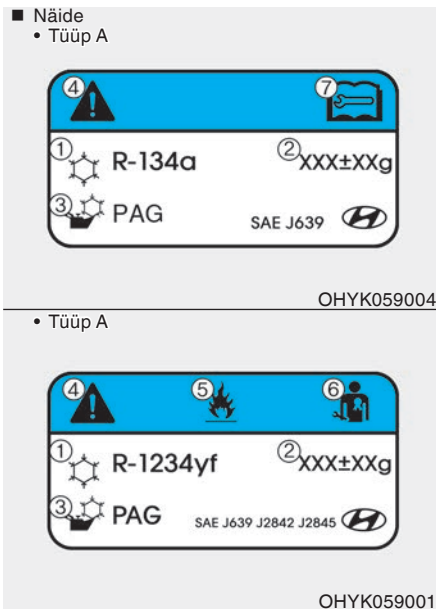 ■ Näide
• Tüüp A
④ ⑦
① R-134a ② XXX±XXg
③ PAG SAE J639
OHYK059004
• Tüüp A
④ ⑤ ⑥
① R-1234yf ② XXX±XXg
③ PAG SAE J639 J2842 J2845
OHYK059001